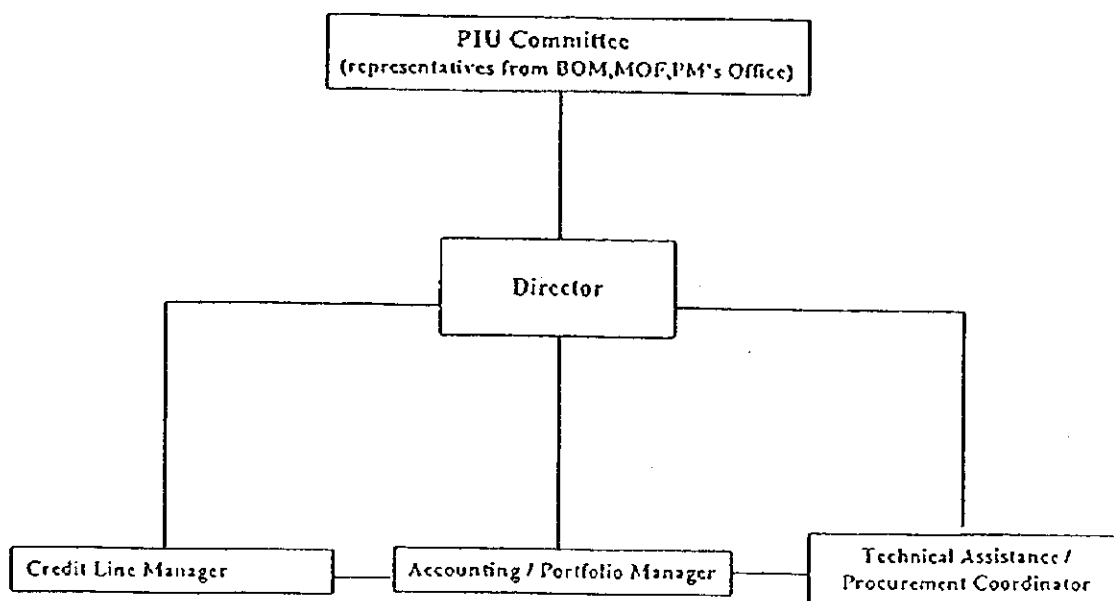 PIU Committee
(representatives from BOM,MOF,PM's Office)
Director
Credit Line Manager
Accounting / Portfolio Manager
Technical Assistance /
Procurement Coordinator